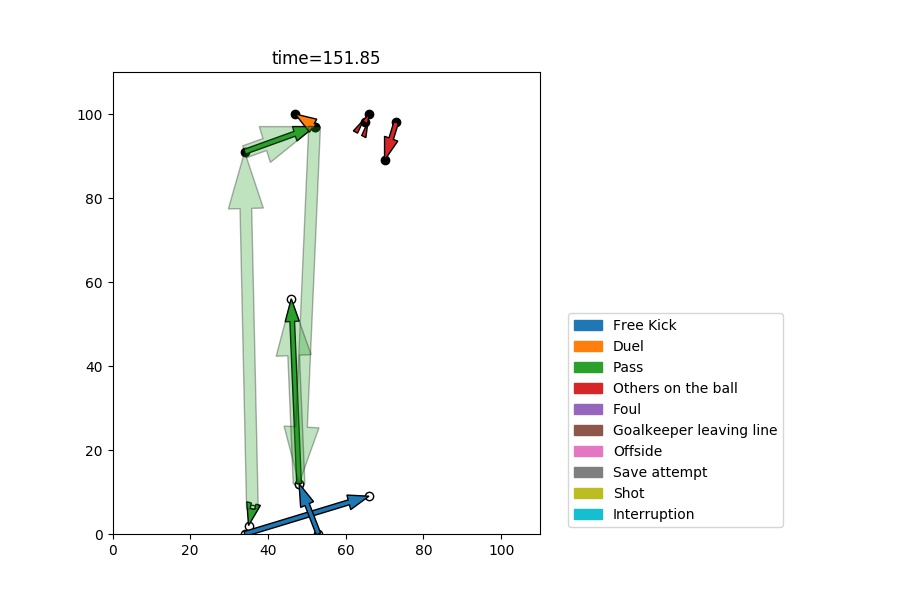 time=151.85
100
80
60
40
20
0
0 20 40 60 80 100
Free Kick
Duel
Pass
Others on the ball
Foul
Goalkeeper leaving line
Offside
Save attempt
Shot
Interruption